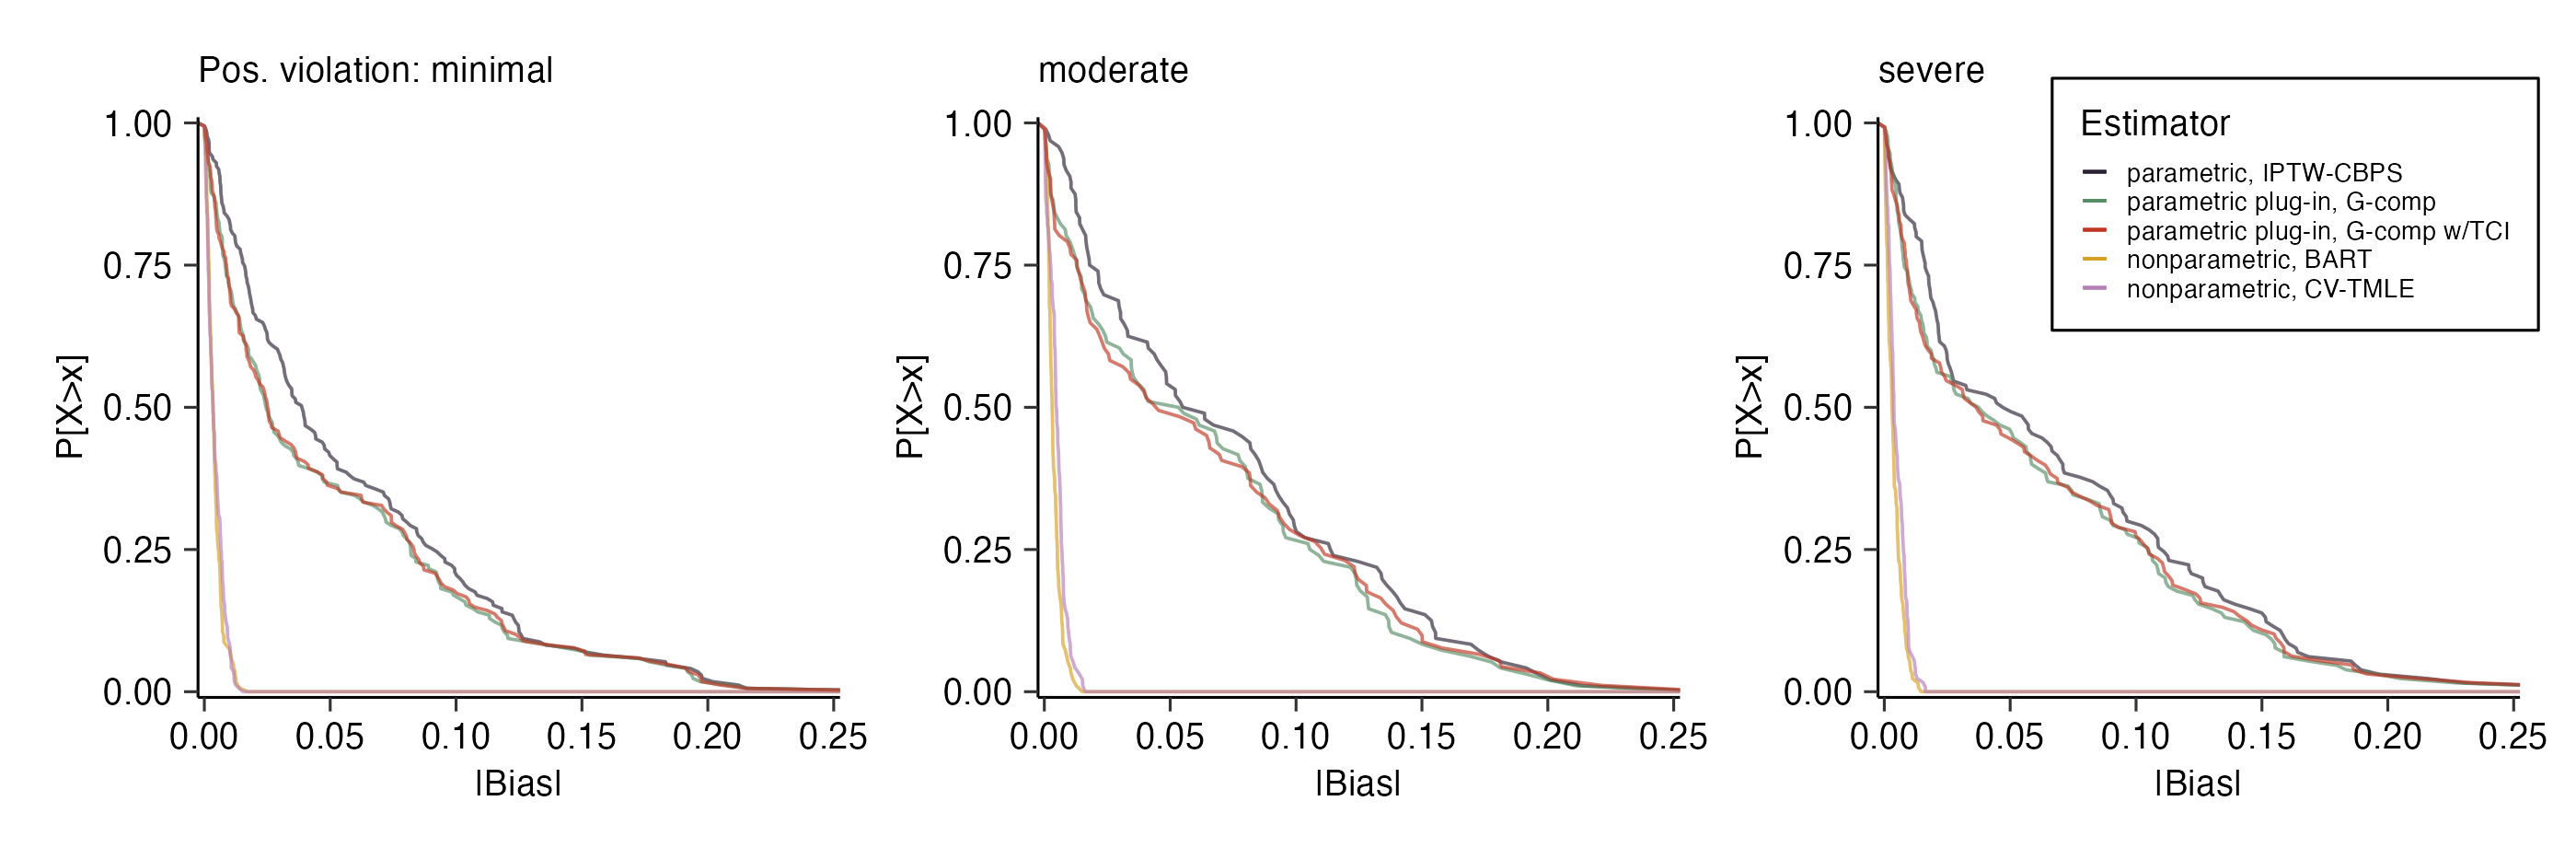 Pos. violation: minimal
1.00
0.75
0.50
0.25
0.00
P[X>x]
0.00 0.05 0.10 0.15 0.20 0.25
|Bias|
moderate
1.00
0.75
0.50
0.25
0.00
P[X>x]
0.00 0.05 0.10 0.15 0.20 0.25
|Bias|
severe
1.00
0.75
0.50
0.25
0.00
P[X>x]
0.00 0.05 0.10 0.15 0.20 0.25
|Bias|
Estimator
parametric, IPTW-CBPS
parametric plug-in, G-comp
parametric plug-in, G-comp w/TCI
nonparametric, BART
nonparametric, CV-TMLE